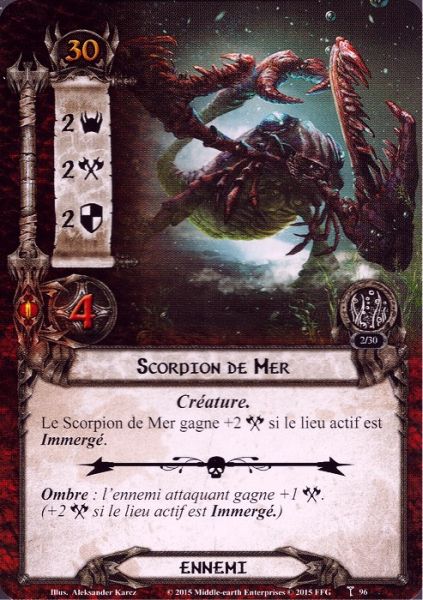 30
2
2
2
4
2/30
Scorpion de Mer
Créature.
Le Scorpion de Mer gagne +2 si le lieu actif est
Immergé.
Ombre : l'ennemi attaquant gagne +1 .
(+2 si le lieu actif est Immergé.)
ENNEMI
Illus. Aleksander Karcz © 2015 Middle-earth Enterprises © 2015 FFG 96